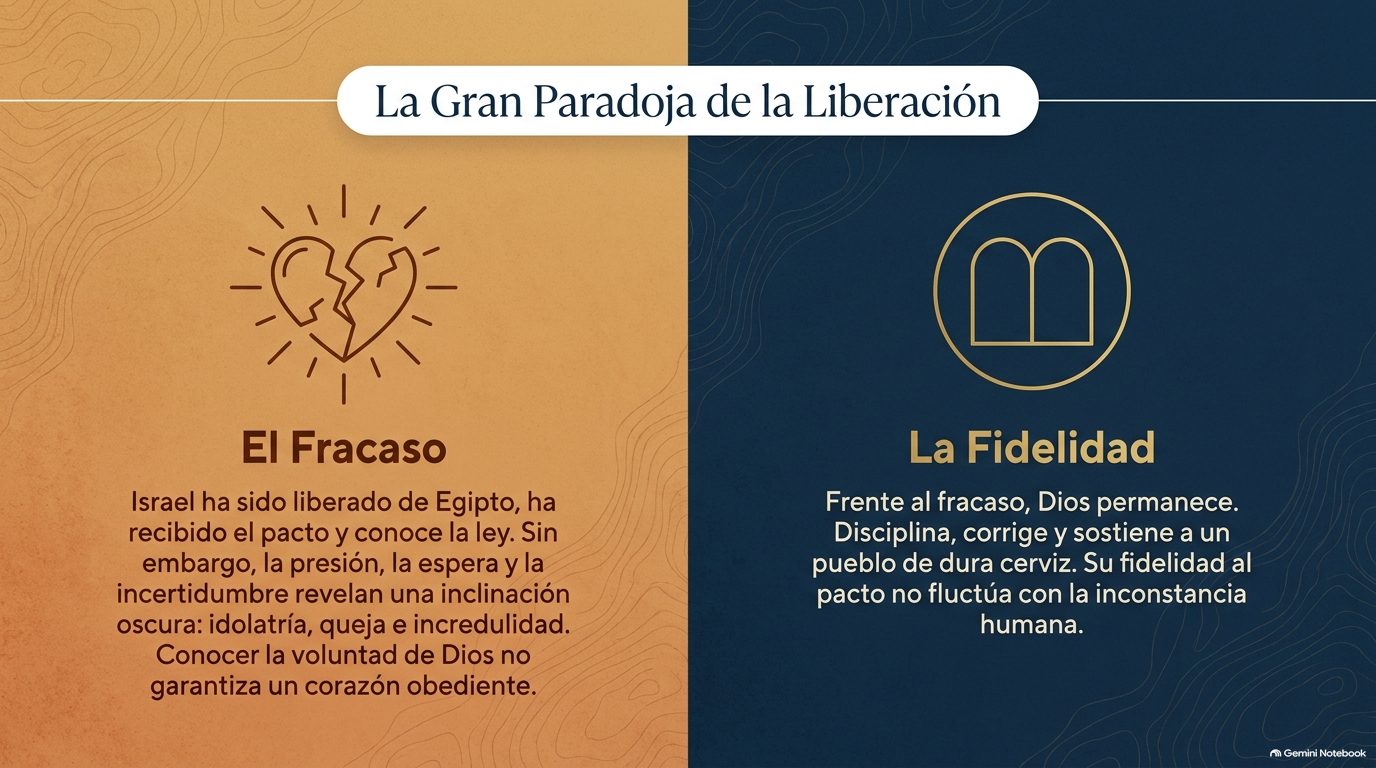 La Gran Paradoja de la Liberación
El Fracaso
Israel ha sido liberado de Egipto, ha
recibido el pacto y conoce la ley. Sin
embargo, la presión, la espera y la
incertidumbre revelan una inclinación
oscura: idolatría, queja e incredulidad.
Conocer la voluntad de Dios no
garantiza un corazón obediente.
La Fidelidad
Frente al fracaso, Dios permanece.
Disciplina, corrige y sostiene a un
pueblo de dura cerviz. Su fidelidad al
pacto no fluctúa con la inconstancia
humana.
Gemini Notebook